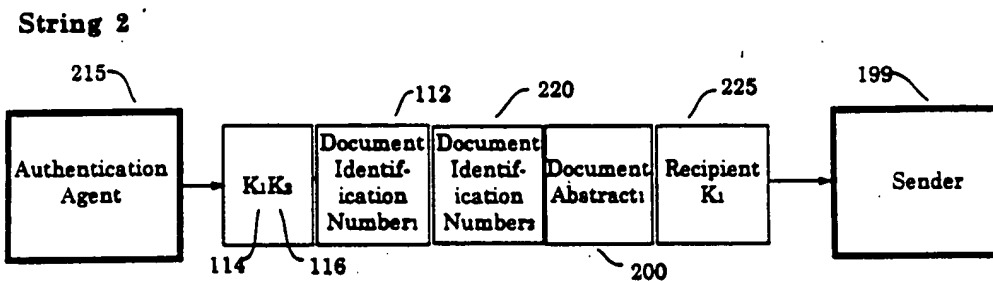 String 2
215
112
220
225
199
Authentication
Agent
K₁K₂
Document
Identif-
ication
Number₁
Document
Identif-
ication
Number₂
Document
Abstract₁
Recipient
K₁
Sender
114
116
200